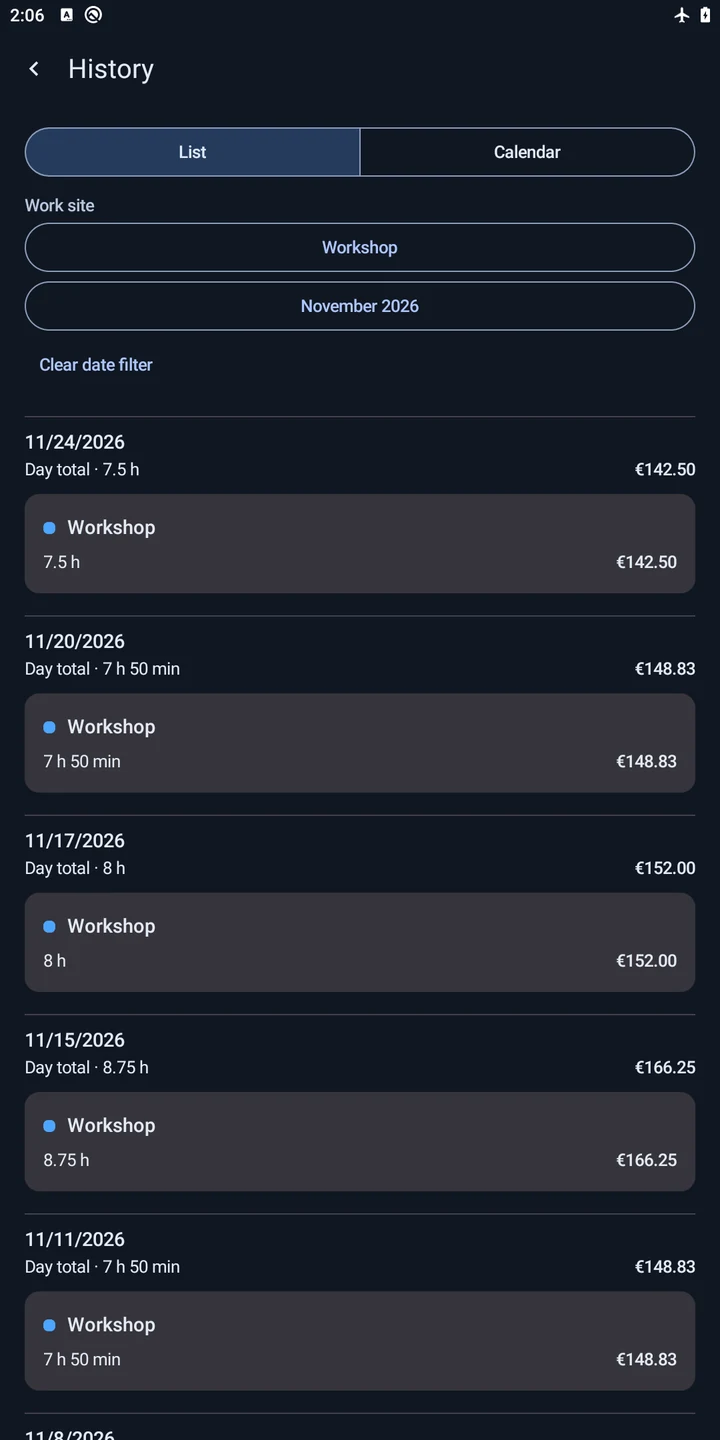 2:06
History
List
Calendar
Work site
Workshop
November 2026
Clear date filter
11/24/2026
Day total · 7.5 h
€142.50
Workshop
7.5 h
€142.50
11/20/2026
Day total · 7 h 50 min
€148.83
Workshop
7 h 50 min
€148.83
11/17/2026
Day total · 8 h
€152.00
Workshop
8 h
€152.00
11/15/2026
Day total · 8.75 h
€166.25
Workshop
8.75 h
€166.25
11/11/2026
Day total · 7 h 50 min
€148.83
Workshop
7 h 50 min
€148.83
11/8/2026